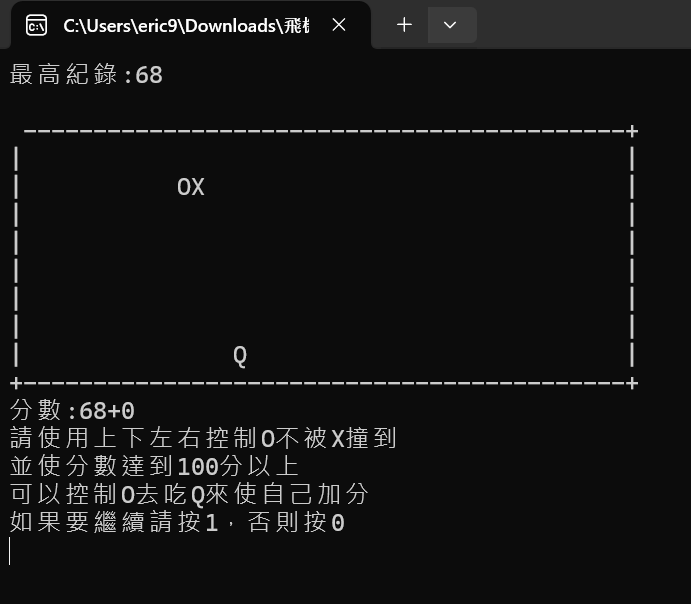 C:\Users\eric9\Downloads\飛
最高紀錄:68
OX
Q
分數:68+0
請使用上下左右控制O不被X撞到
並使分數達到100分以上
可以控制O去吃Q來使自己加分
如果要繼續請按1，否則按0